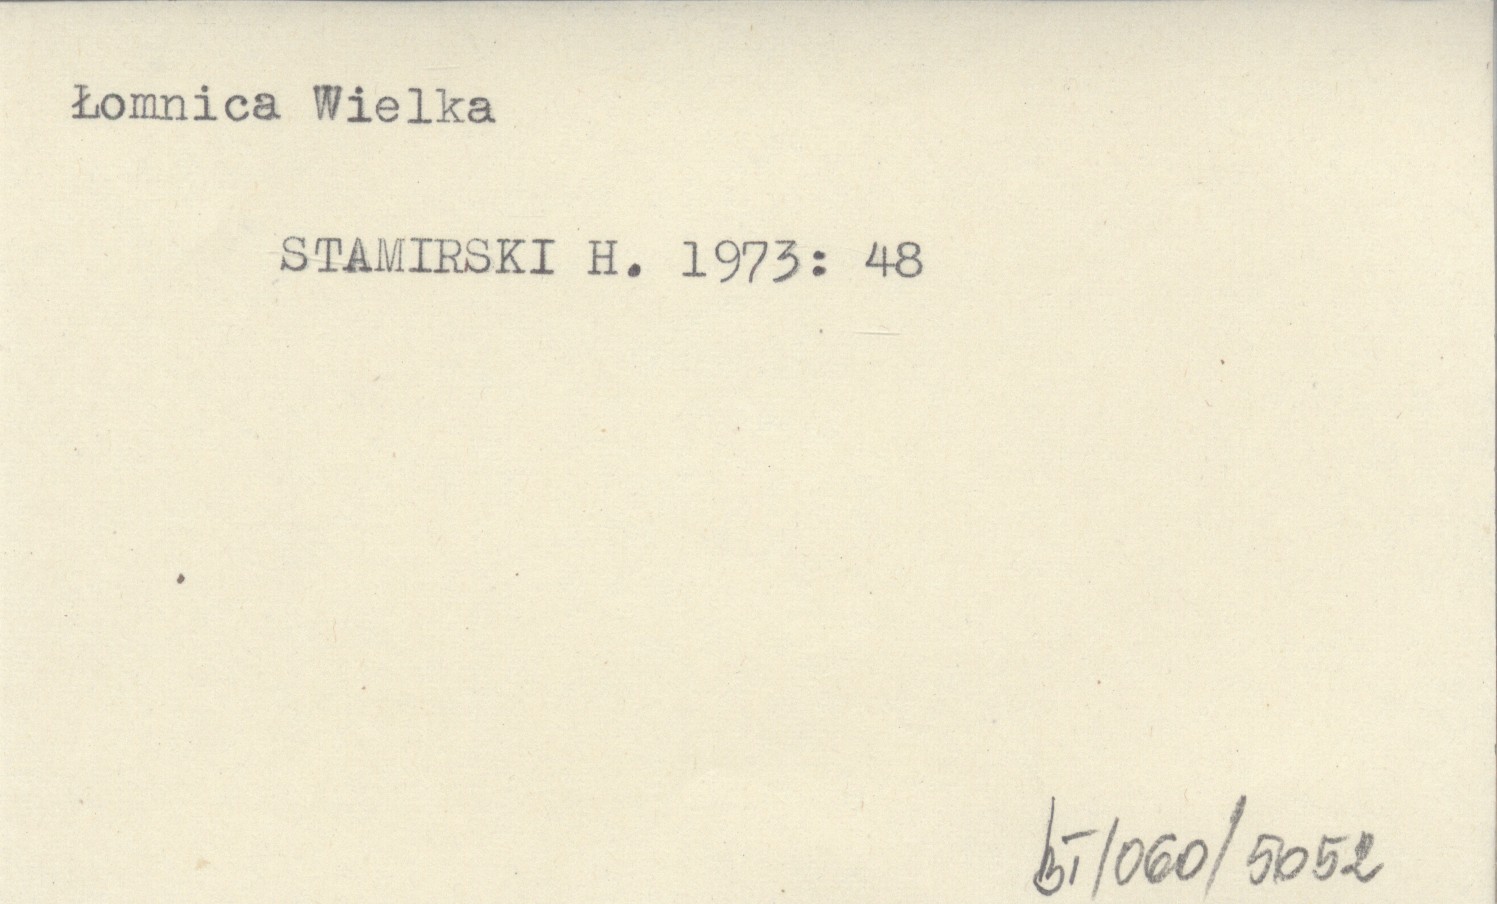 Łomnica Wielka
STAMIRSKI H. 1973: 48
bI/060/5052